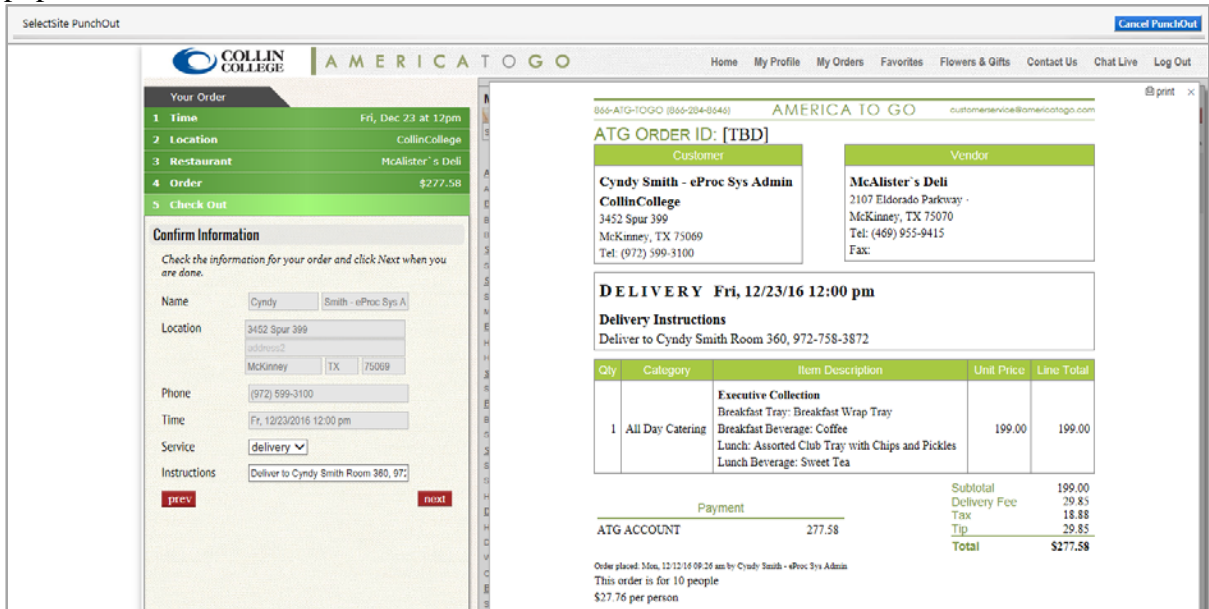 SelectSite PunchOut
Cancel PunchOut
COLLIN COLLEGE
AMERICA TO GO
Home My Profile My Orders Favorites Flowers & Gifts Contact Us Chat Live Log Out
Your Order
1 Time Fri, Dec 23 at 12pm
2 Location CollinCollege
3 Restaurant McAlister`s Deli
4 Order $277.58
5 Check Out
Confirm Information
Check the information for your order and click Next when you
are done.
Name Cyndy Smith - eProc Sys A
Location 3452 Spur 399
address2
McKinney TX 75069
Phone (972) 599-3100
Time Fr, 12/23/2016 12:00 pm
Service delivery
Instructions Deliver to Cyndy Smith Room 360, 972
prev next
print ×
866-ATG-TOGO (866-284-8646) AMERICA TO GO customerservice@americatogo.com
ATG ORDER ID: [TBD]
Customer
Cyndy Smith - eProc Sys Admin
CollinCollege
3452 Spur 399
McKinney, TX 75069
Tel: (972) 599-3100
Vendor
McAlister`s Deli
2107 Eldorado Parkway -
McKinney, TX 75070
Tel: (469) 955-9415
Fax:
DELIVERY Fri, 12/23/16 12:00 pm
Delivery Instructions
Deliver to Cyndy Smith Room 360, 972-758-3872
Qty Category Item Description Unit Price Line Total
Executive Collection
Breakfast Tray: Breakfast Wrap Tray
1 All Day Catering Breakfast Beverage: Coffee 199.00 199.00
Lunch: Assorted Club Tray with Chips and Pickles
Lunch Beverage: Sweet Tea
Subtotal 199.00
Delivery Fee 29.85
Tax 18.88
Tip 29.85
Total $277.58
Payment
ATG ACCOUNT 277.58
Order placed: Mon, 12/12/16 09:26 am by Cyndy Smith - eProc Sys Admin
This order is for 10 people
$27.76 per person